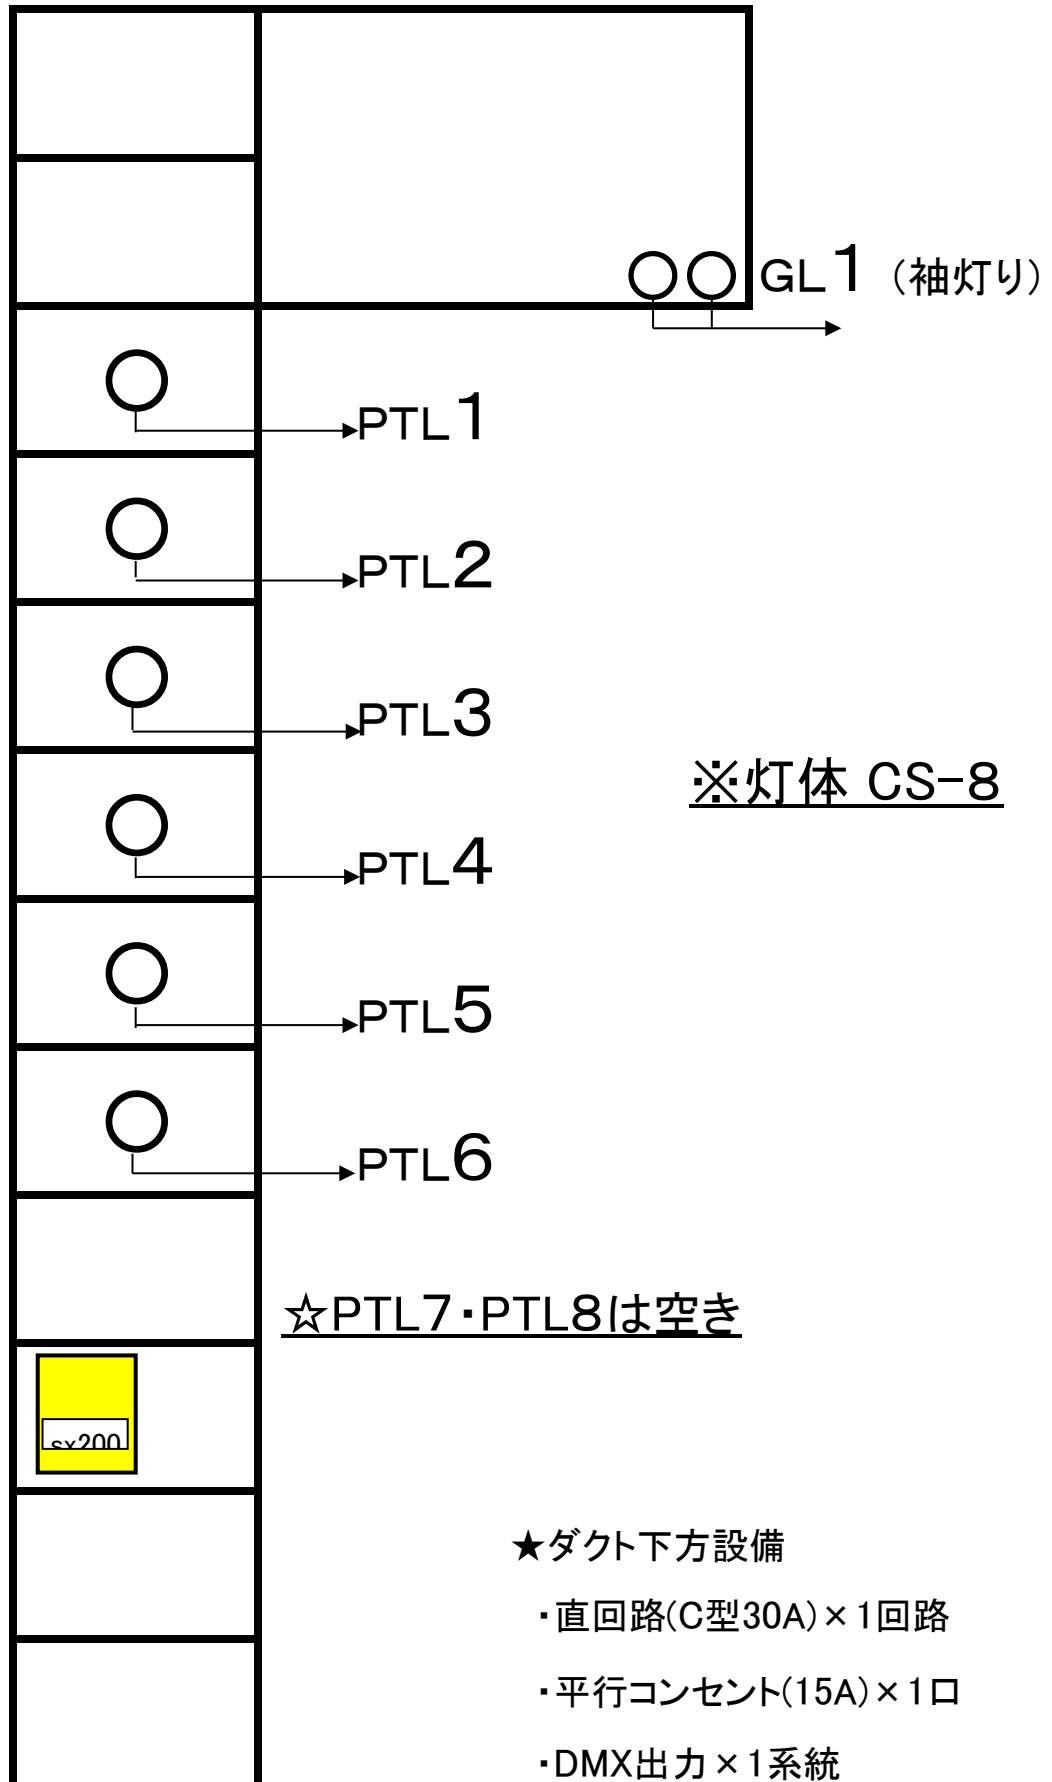 GL1 (袖灯り)
PTL1
PTL2
PTL3
※灯体 CS-8
PTL4
PTL5
PTL6
☆PTL7・PTL8は空き
sx200
★ダクト下方設備
・直回路(C型30A)×1回路
・平行コンセント(15A)×1口
・DMX出力×1系統